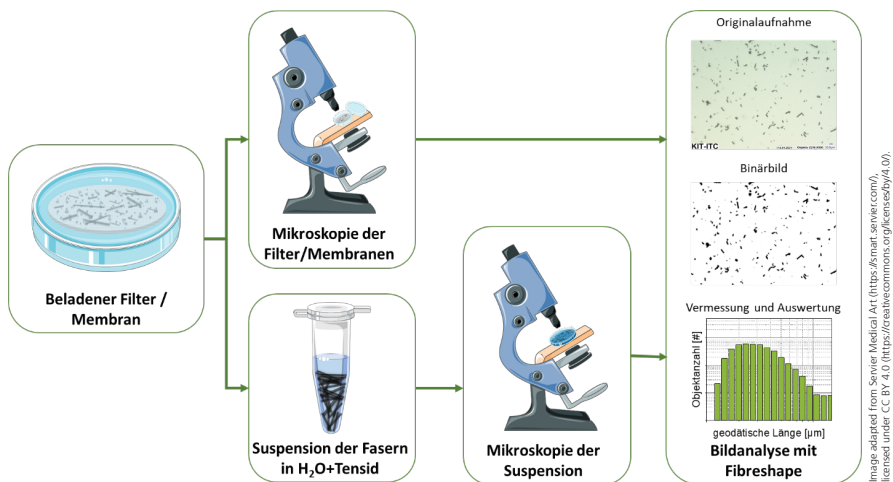 Beladener Filter /
Membran
Mikroskopie der
Filter/Membranen
Suspension der Fasern
in H₂O+Tensid
Mikroskopie der
Suspension
Originalaufnahme
KIT-ITC
Binärbild
Vermessung und Auswertung
Objektanzahl [#]
geodätische Länge [µm]
Bildanalyse mit
Fibreshape
Image adapted from Servier Medical Art (https://smart.servier.com/),
licensed under CC BY 4.0 (https://creativecommons.org/licenses/by/4.0/).